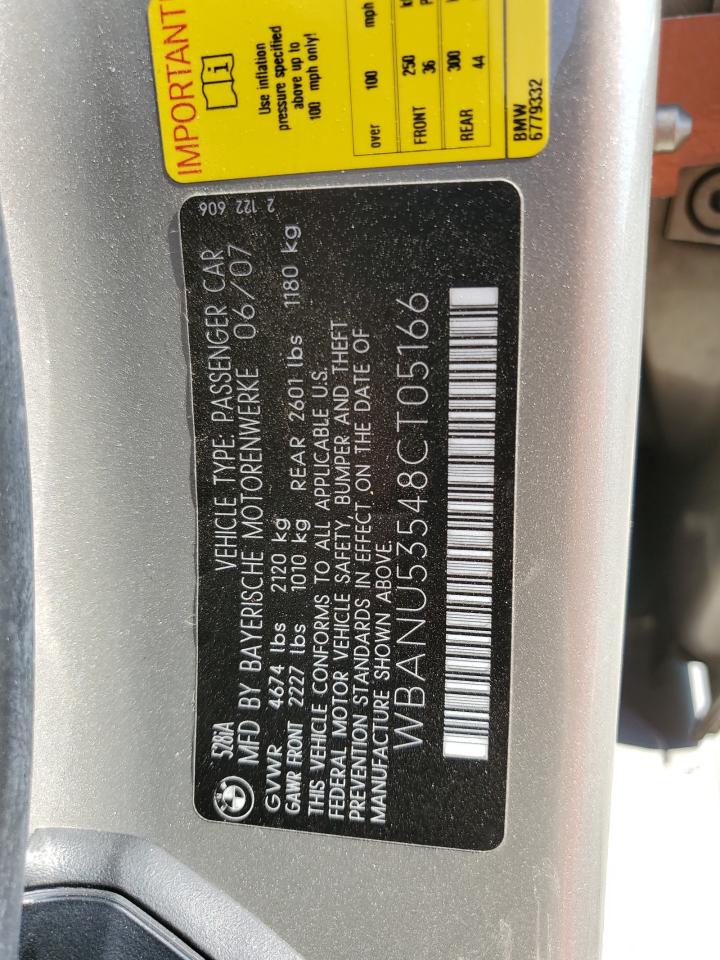 IMPORTANT
Use inflation
pressure specified
above up to
100 mph only!
over 100 mph
FRONT 250
36
REAR 300
44
BMW
6779332
2 122 606
528iA VEHICLE TYPE: PASSENGER CAR
MFD BY BAYERISCHE MOTORENWERKE 06/07
GVWR 4674 lbs 2120 kg
GAWR FRONT 2227 lbs 1010 kg REAR 2601 lbs 1180 kg
THIS VEHICLE CONFORMS TO ALL APPLICABLE U.S.
FEDERAL MOTOR VEHICLE SAFETY, BUMPER AND THEFT
PREVENTION STANDARDS IN EFFECT ON THE DATE OF
MANUFACTURE SHOWN ABOVE.
WBANU53548CT05166